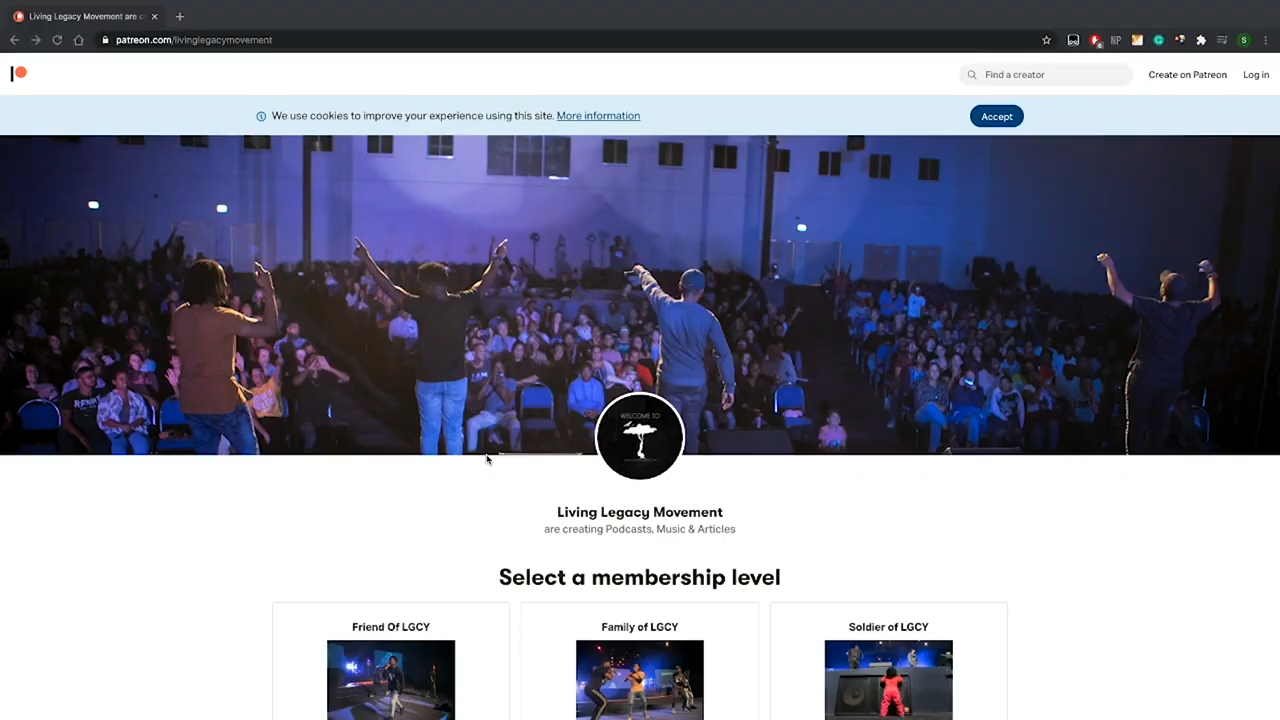 Living Legacy Movement are c
patreon.com/livinglegacymovement
Find a creator
Create on Patreon
Log in
We use cookies to improve your experience using this site. More information
Accept
WELCOME TO
Living Legacy Movement
are creating Podcasts, Music & Articles
Select a membership level
Friend Of LGCY
Family of LGCY
Soldier of LGCY